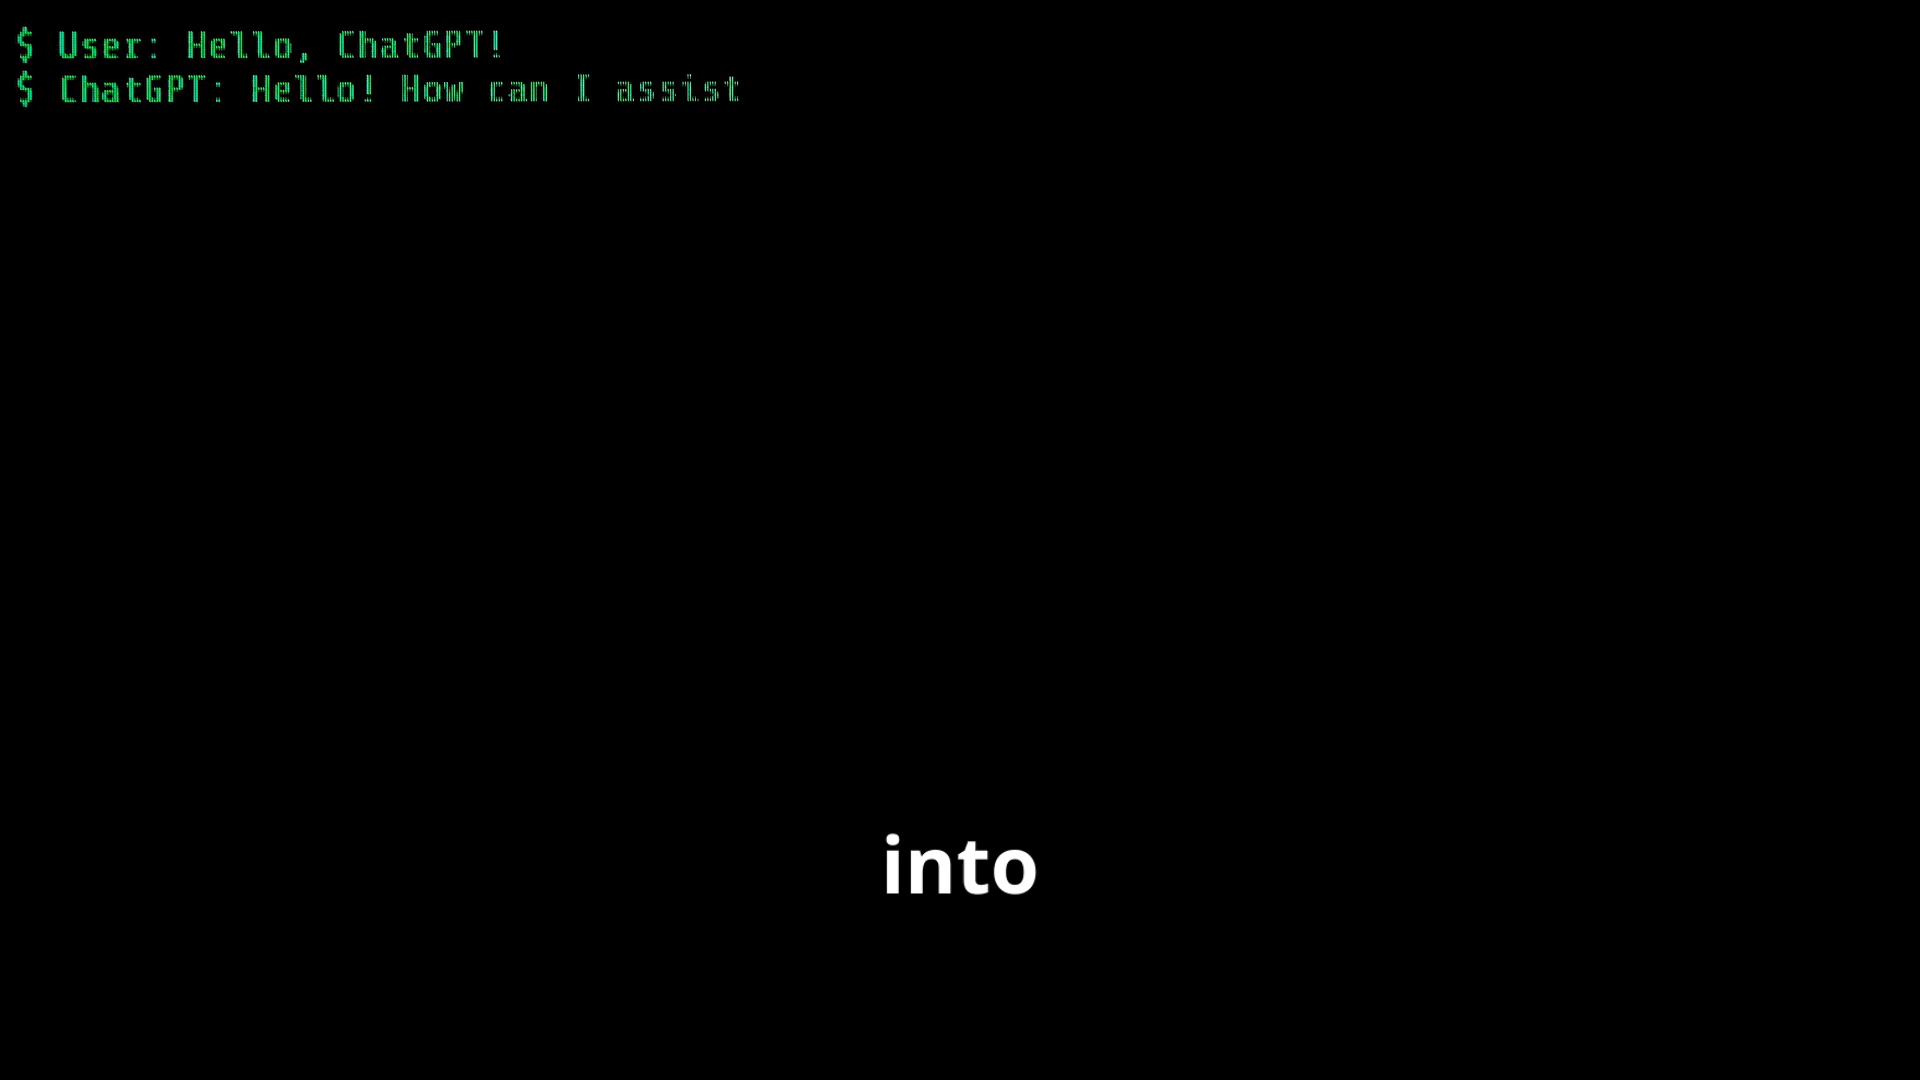 $ User: Hello, ChatGPT!
$ ChatGPT: Hello! How can I assist
into